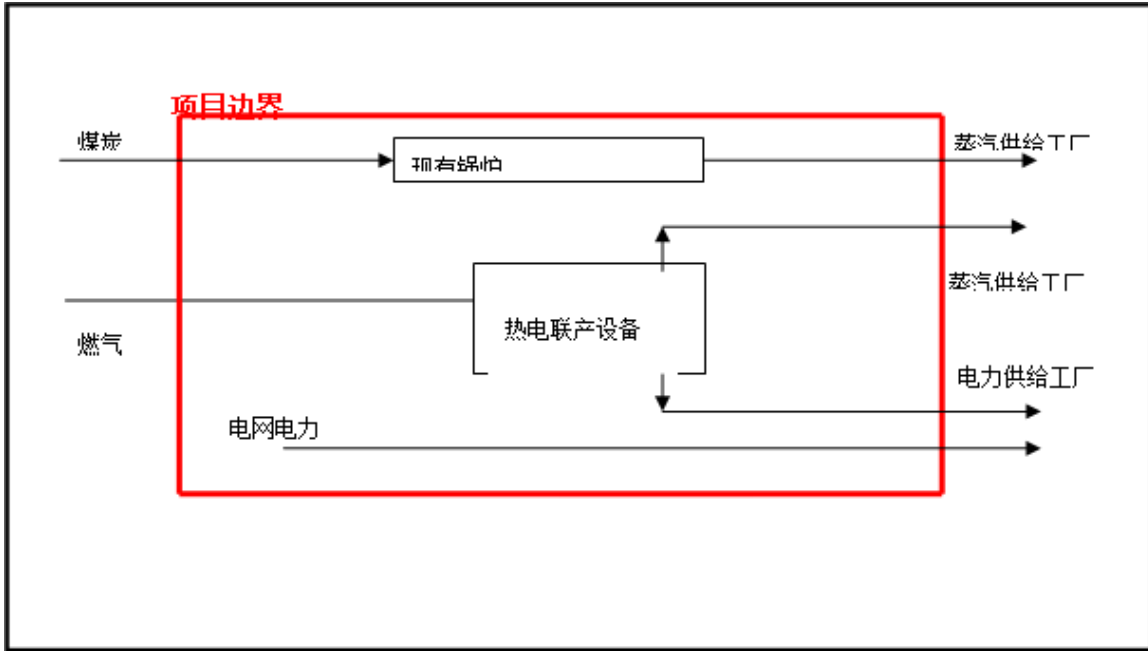 项目边界
煤炭
现有锅炉
蒸汽供给工厂
蒸汽供给工厂
热电联产设备
燃气
电力供给工厂
电网电力